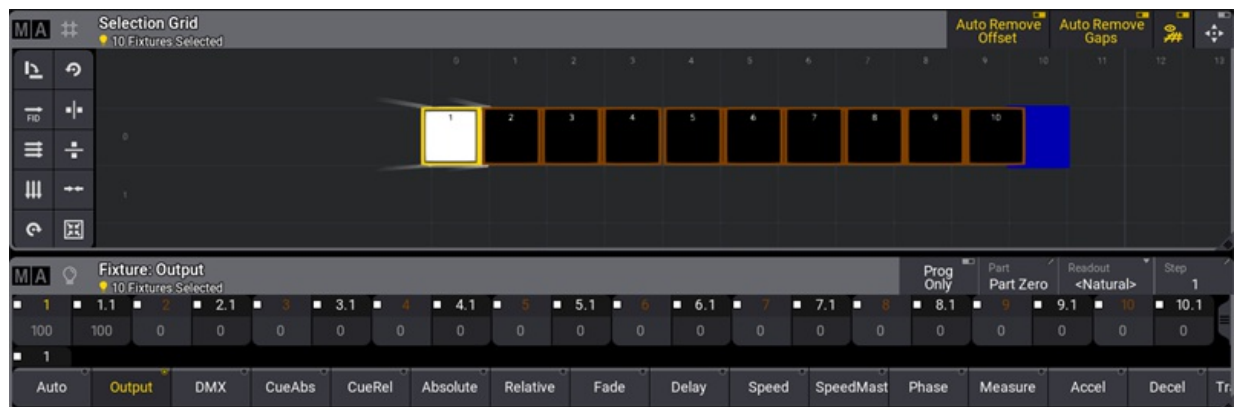 MA Selection Grid
10 Fixtures Selected
Auto Remove Offset
Auto Remove Gaps
FID
0 1 2 3 4 5 6 7 8 9 10 11 12 13
0
1
1 2 3 4 5 6 7 8 9 10
MA Fixture: Output
10 Fixtures Selected
Prog Only
Part
Part Zero
Readout
<Natural>
Step
1
1 1.1 2 2.1 3 3.1 4 4.1 5 5.1 6 6.1 7 7.1 8 8.1 9 9.1 10 10.1
100 100 0 0 0 0 0 0 0 0 0 0 0 0 0 0 0 0 0 0
1
Auto Output DMX CueAbs CueRel Absolute Relative Fade Delay Speed SpeedMast Phase Measure Accel Decel